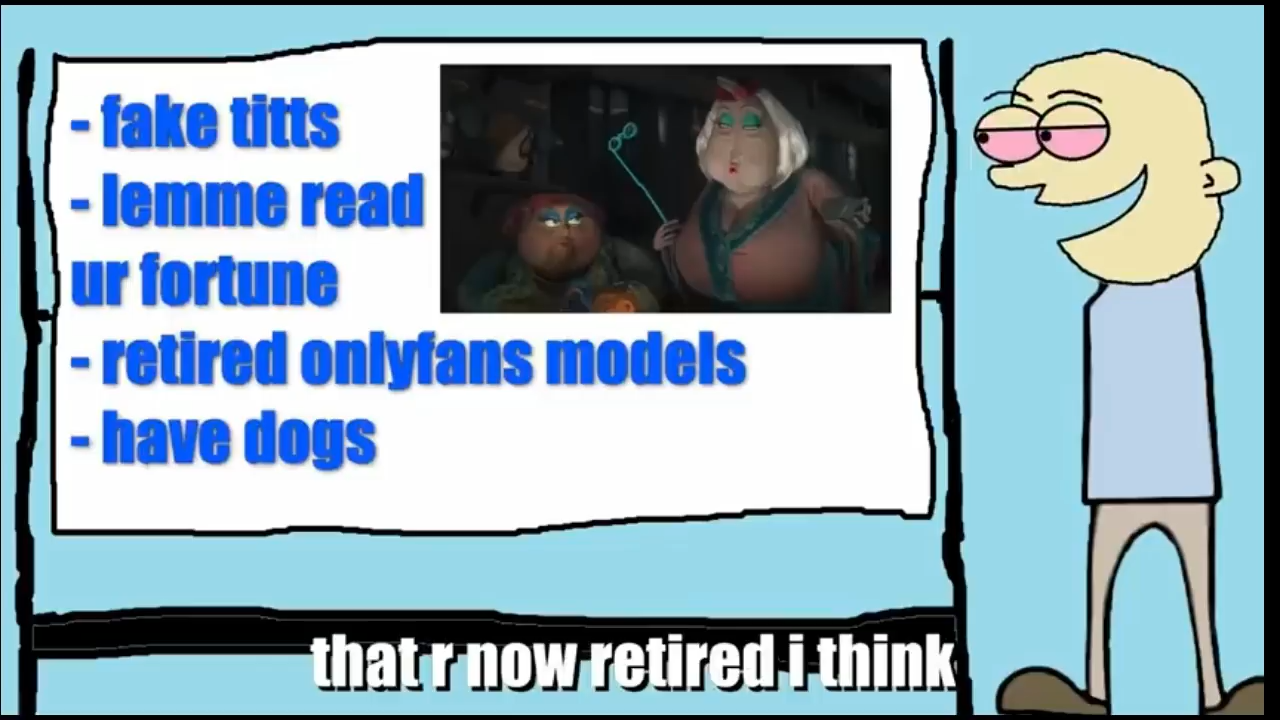 - fake titts
- lemme read
ur fortune
- retired onlyfans models
- have dogs
that r now retired i think